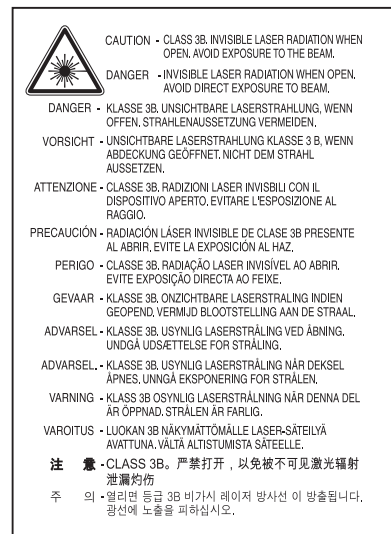 CAUTION - CLASS 3B. INVISIBLE LASER RADIATION WHEN
OPEN. AVOID EXPOSURE TO THE BEAM.
DANGER - INVISIBLE LASER RADIATION WHEN OPEN.
AVOID DIRECT EXPOSURE TO BEAM.
DANGER - KLASSE 3B. UNSICHTBARE LASERSTRAHLUNG, WENN
OFFEN. STRAHLENAUSSETZUNG VERMEIDEN.
VORSICHT - UNSICHTBARE LASERSTRAHLUNG KLASSE 3 B, WENN
ABDECKUNG GEÖFFNET. NICHT DEM STRAHL
AUSSETZEN.
ATTENZIONE - CLASSE 3B. RADIZIONI LASER INVISBILI CON IL
DISPOSITIVO APERTO. EVITARE L'ESPOSIZIONE AL
RAGGIO.
PRECAUCIÓN - RADIACIÓN LÁSER INVISIBLE DE CLASE 3B PRESENTE
AL ABRIR. EVITE LA EXPOSICIÓN AL HAZ.
PERIGO - CLASSE 3B. RADIAÇÃO LASER INVISÍVEL AO ABRIR.
EVITE EXPOSIÇÃO DIRECTA AO FEIXE.
GEVAAR - KLASSE 3B. ONZICHTBARE LASERSTRALING INDIEN
GEOPEND. VERMIJD BLOOTSTELLING AAN DE STRAAL.
ADVARSEL - KLASSE 3B. USYNLIG LASERSTRÅLING VED ÅBNING.
UNDGÅ UDSÆTTELSE FOR STRÅLING.
ADVARSEL. - KLASSE 3B. USYNLIG LASERSTRÅLING NÅR DEKSEL
ÅPNES. UNNGÅ EKSPONERING FOR STRÅLEN.
VARNING - KLASS 3B OSYNLIG LASERSTRÅLNING NÄR DENNA DEL
ÄR ÖPPNAD. STRÅLEN ÄR FARLIG.
VAROITUS - LUOKAN 3B NÄKYMÄTTÖMÄLLE LASER-SÄTEILYÄ
AVATTUNA. VÄLTÄ ALTISTUMISTA SÄTEELLE.
注 意 - CLASS 3B。严禁打开，以免被不可见激光辐射
泄漏灼伤
주 의 - 열리면 등급 3B 비가시 레이저 방사선 이 방출됩니다.
광선에 노출을 피하십시오.